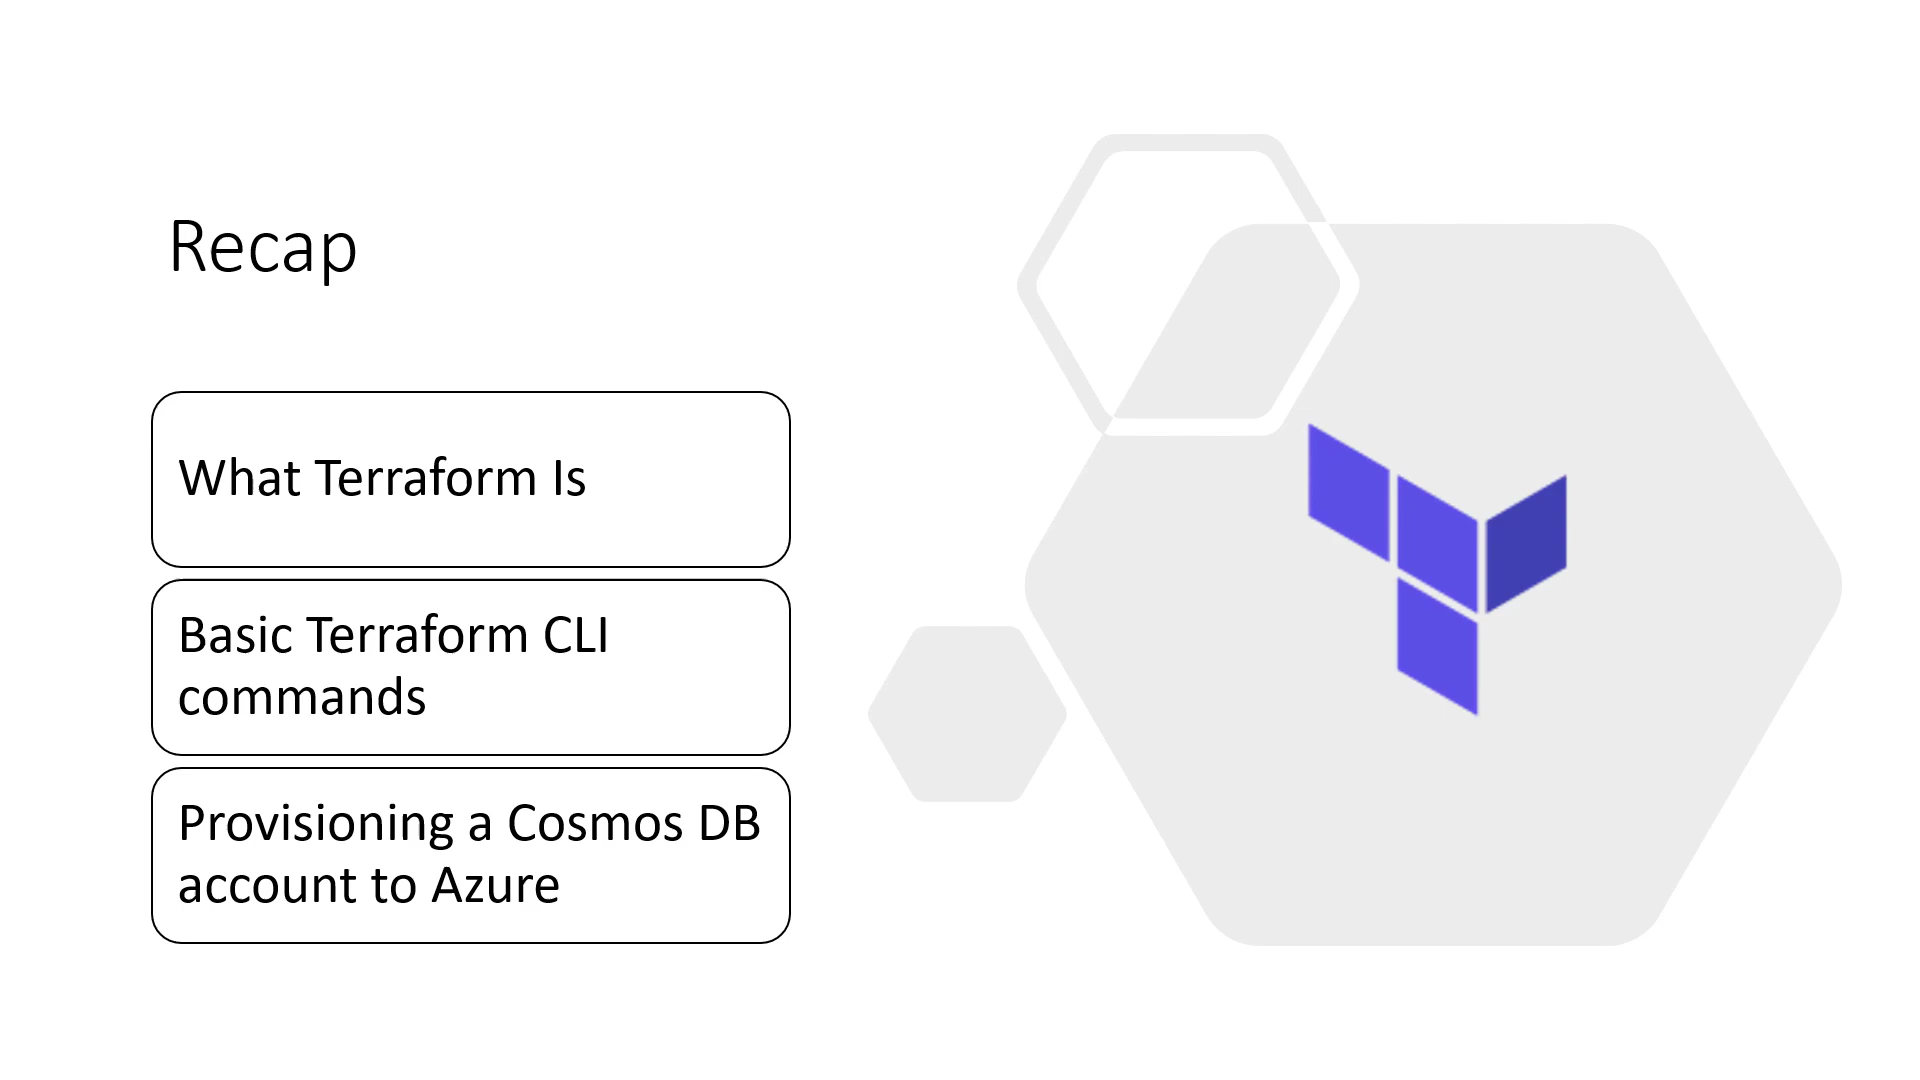 Recap
What Terraform Is
Basic Terraform CLI
commands
Provisioning a Cosmos DB
account to Azure